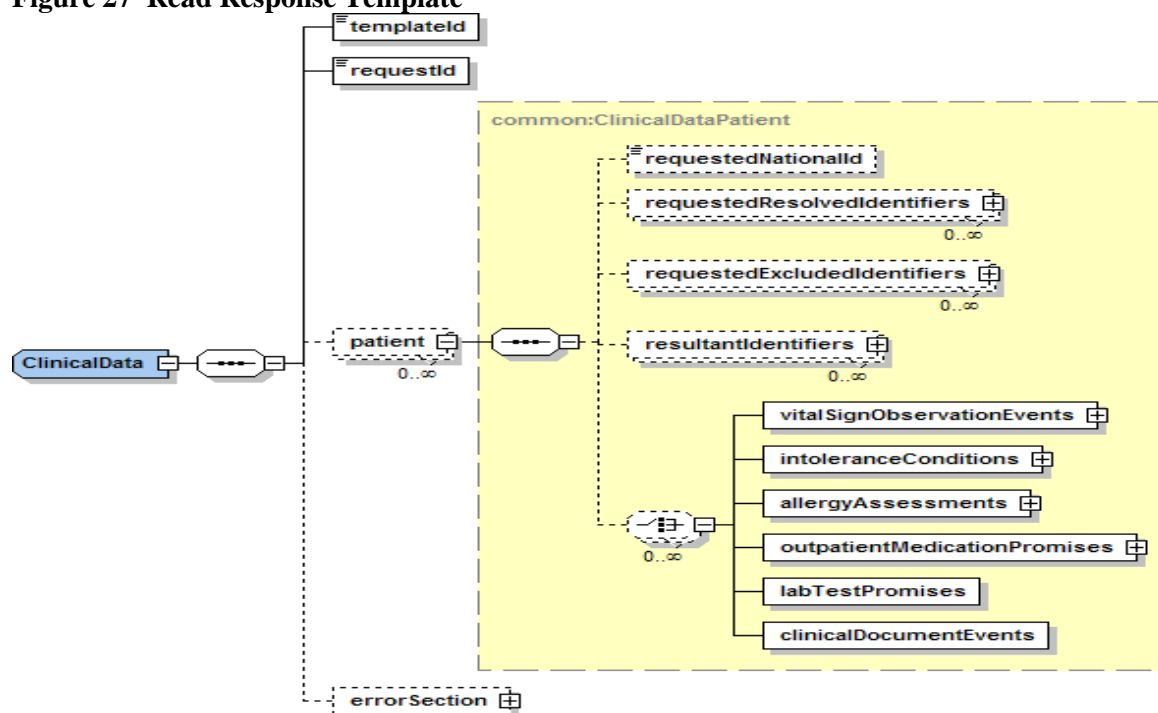 Figure 27 Read Response Template
templateId
requestId
common:ClinicalDataPatient
requestedNationalId
requestedResolvedIdentifiers
0..∞
requestedExcludedIdentifiers
0..∞
ClinicalData
patient
0..∞
resultantIdentifiers
0..∞
vitalSignObservationEvents
intoleranceConditions
allergyAssessments
outpatientMedicationPromises
0..∞
labTestPromises
clinicalDocumentEvents
errorSection